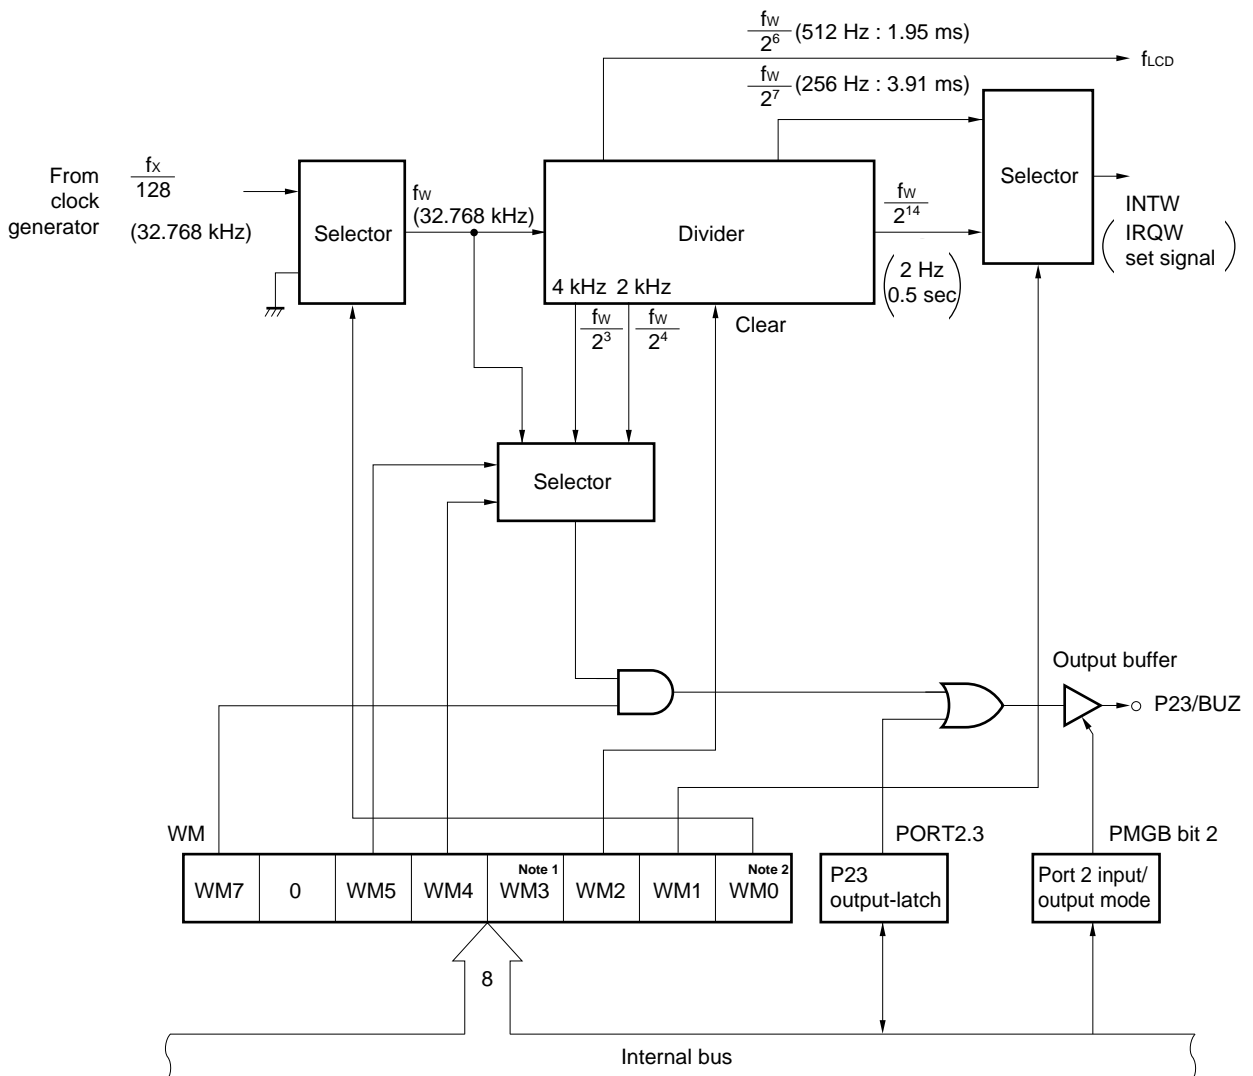 fW
2^6 (512 Hz : 1.95 ms)
fLCD
fW
2^7 (256 Hz : 3.91 ms)
From
clock
generator
fX
128
(32.768 kHz)
Selector
fW
(32.768 kHz)
Divider
4 kHz 2 kHz
fW
2^3
fW
2^4
Clear
fW
2^14
(2 Hz
0.5 sec)
Selector
INTW
(IRQW
set signal)
Selector
Output buffer
P23/BUZ
WM
PORT2.3
PMGB bit 2
Note 1
Note 2
WM7 0 WM5 WM4 WM3 WM2 WM1 WM0
P23
output-latch
Port 2 input/
output mode
8
Internal bus